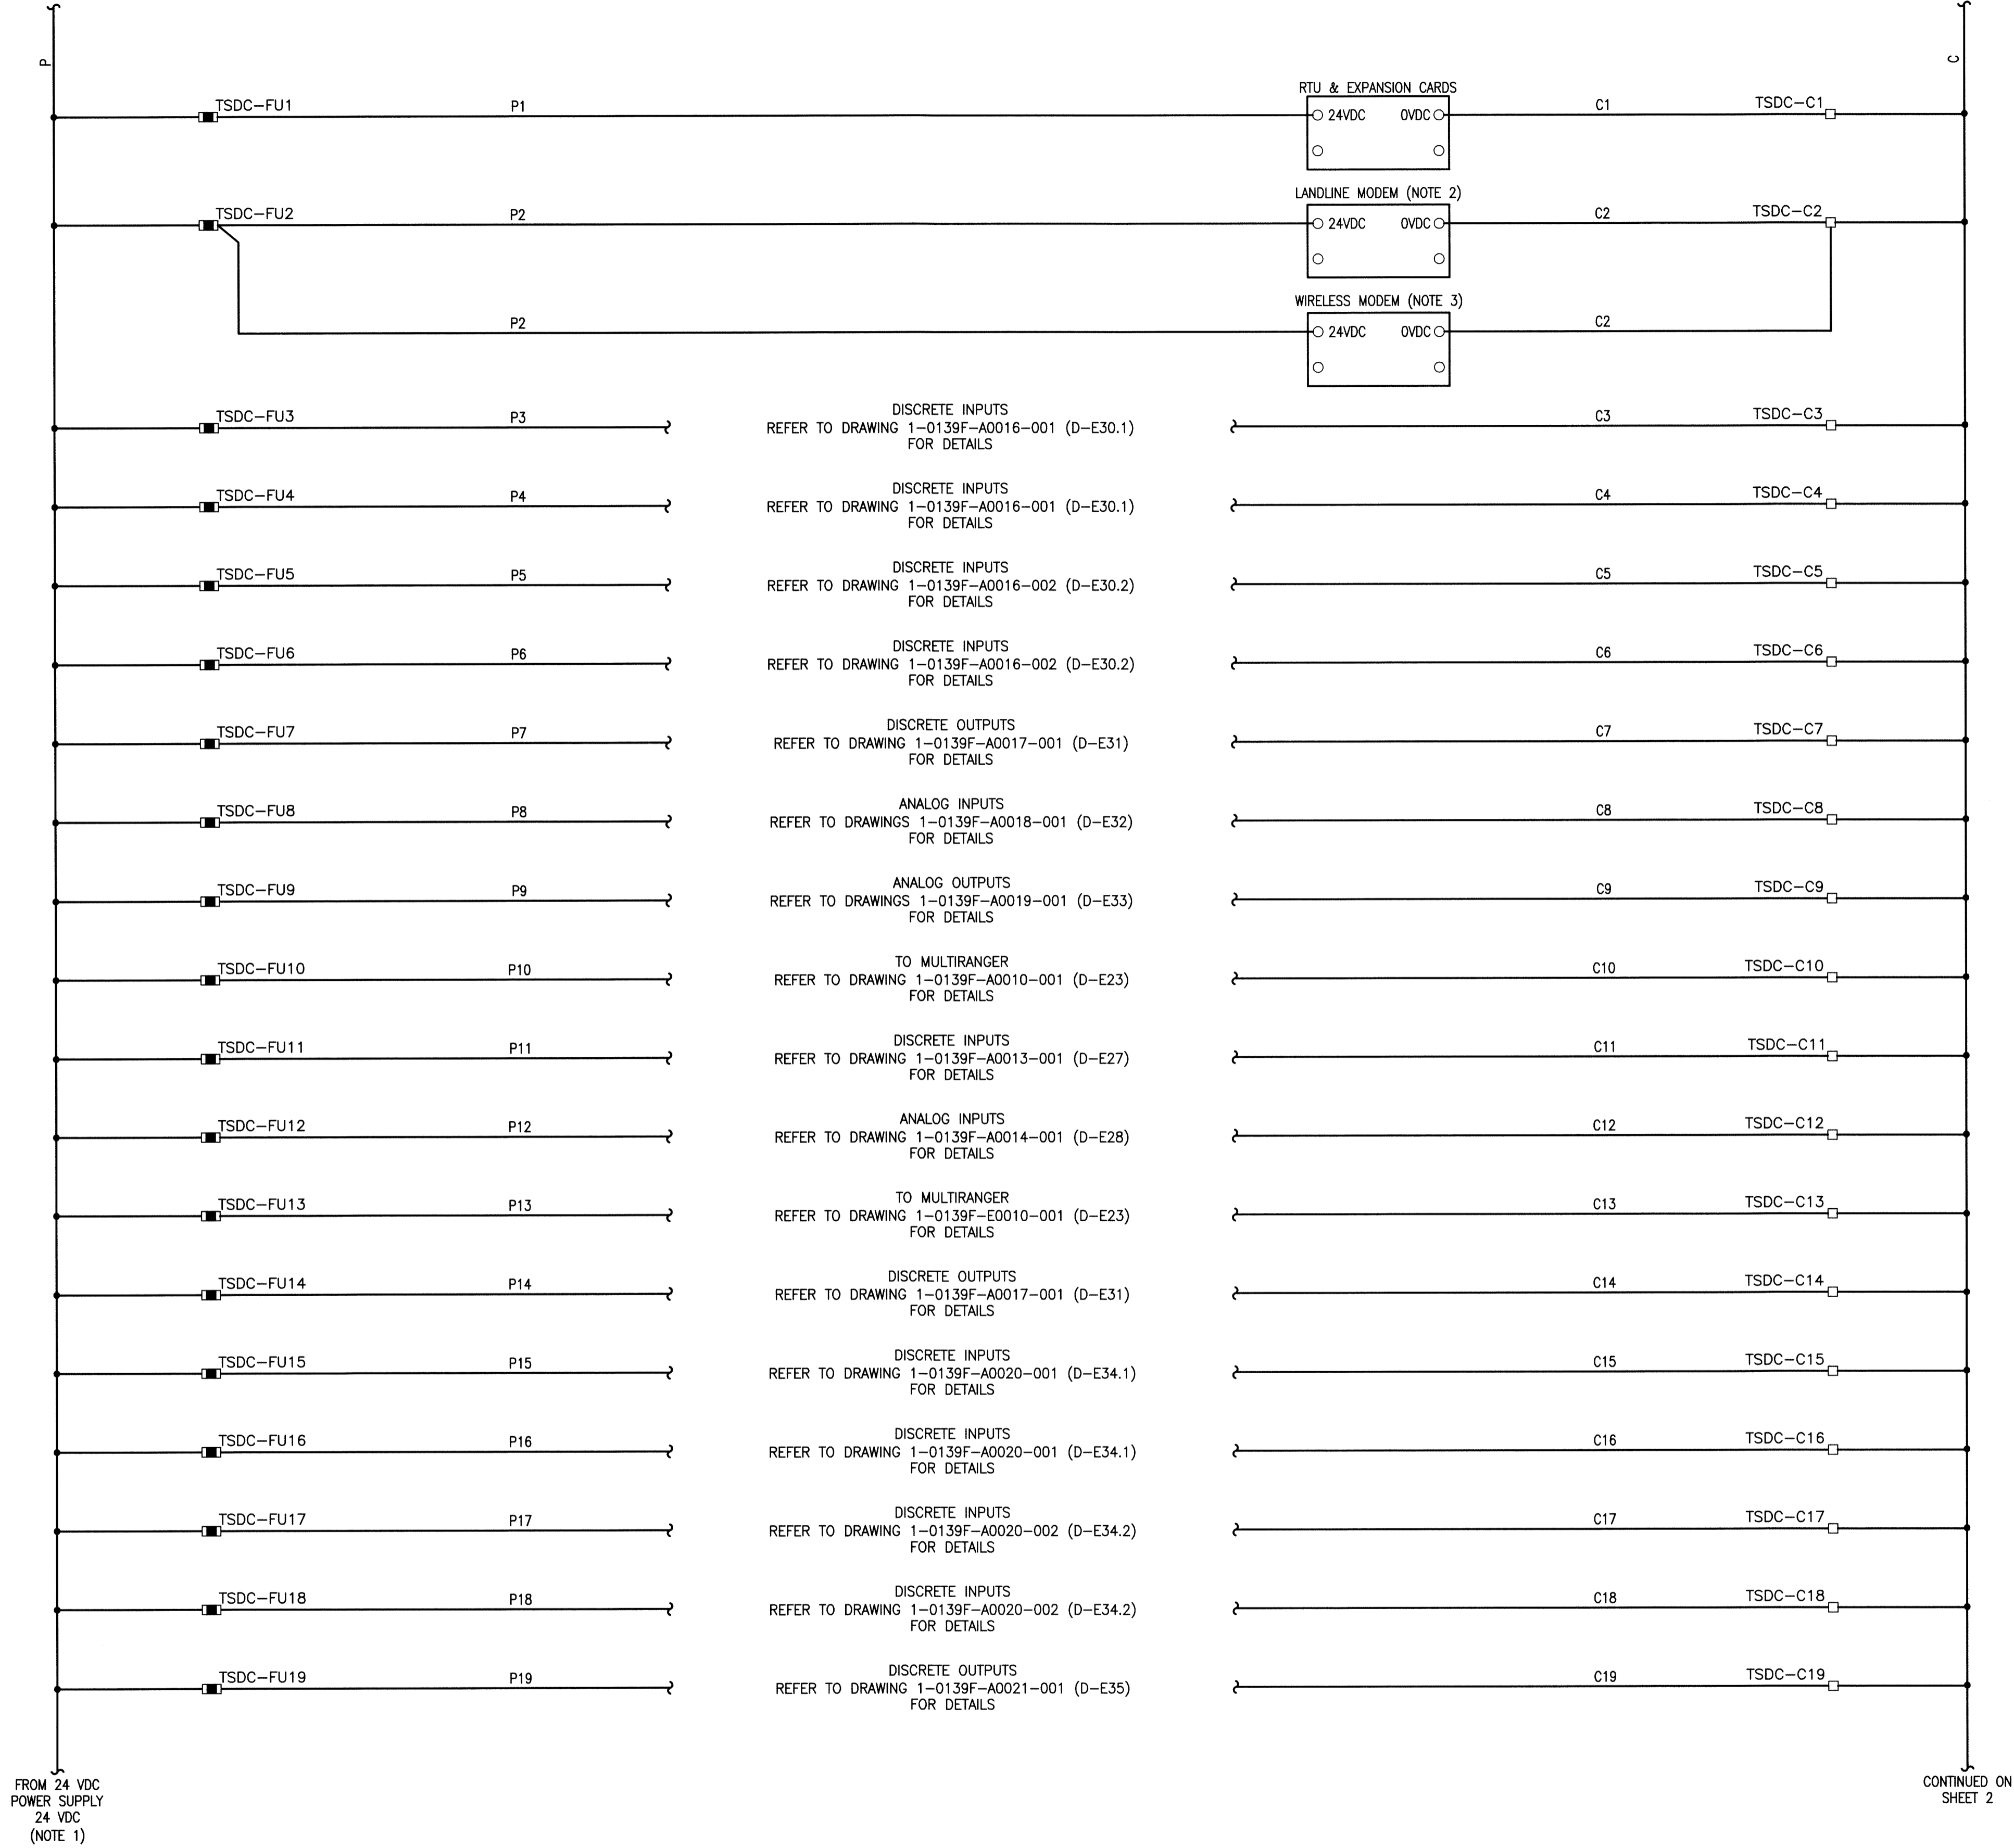 P
C
RTU & EXPANSION CARDS
TSDC-FU1
P1
24VDC
0VDC
C1
TSDC-C1
LANDLINE MODEM (NOTE 2)
TSDC-FU2
P2
24VDC
0VDC
C2
TSDC-C2
WIRELESS MODEM (NOTE 3)
P2
24VDC
0VDC
C2
TSDC-FU3
P3
DISCRETE INPUTS
REFER TO DRAWING 1-0139F-A0016-001 (D-E30.1)
FOR DETAILS
C3
TSDC-C3
TSDC-FU4
P4
DISCRETE INPUTS
REFER TO DRAWING 1-0139F-A0016-001 (D-E30.1)
FOR DETAILS
C4
TSDC-C4
TSDC-FU5
P5
DISCRETE INPUTS
REFER TO DRAWING 1-0139F-A0016-002 (D-E30.2)
FOR DETAILS
C5
TSDC-C5
TSDC-FU6
P6
DISCRETE INPUTS
REFER TO DRAWING 1-0139F-A0016-002 (D-E30.2)
FOR DETAILS
C6
TSDC-C6
TSDC-FU7
P7
DISCRETE OUTPUTS
REFER TO DRAWING 1-0139F-A0017-001 (D-E31)
FOR DETAILS
C7
TSDC-C7
TSDC-FU8
P8
ANALOG INPUTS
REFER TO DRAWINGS 1-0139F-A0018-001 (D-E32)
FOR DETAILS
C8
TSDC-C8
TSDC-FU9
P9
ANALOG OUTPUTS
REFER TO DRAWINGS 1-0139F-A0019-001 (D-E33)
FOR DETAILS
C9
TSDC-C9
TSDC-FU10
P10
TO MULTIRANGER
REFER TO DRAWING 1-0139F-A0010-001 (D-E23)
FOR DETAILS
C10
TSDC-C10
TSDC-FU11
P11
DISCRETE INPUTS
REFER TO DRAWING 1-0139F-A0013-001 (D-E27)
FOR DETAILS
C11
TSDC-C11
TSDC-FU12
P12
ANALOG INPUTS
REFER TO DRAWING 1-0139F-A0014-001 (D-E28)
FOR DETAILS
C12
TSDC-C12
TSDC-FU13
P13
TO MULTIRANGER
REFER TO DRAWING 1-0139F-E0010-001 (D-E23)
FOR DETAILS
C13
TSDC-C13
TSDC-FU14
P14
DISCRETE OUTPUTS
REFER TO DRAWING 1-0139F-A0017-001 (D-E31)
FOR DETAILS
C14
TSDC-C14
TSDC-FU15
P15
DISCRETE INPUTS
REFER TO DRAWING 1-0139F-A0020-001 (D-E34.1)
FOR DETAILS
C15
TSDC-C15
TSDC-FU16
P16
DISCRETE INPUTS
REFER TO DRAWING 1-0139F-A0020-001 (D-E34.1)
FOR DETAILS
C16
TSDC-C16
TSDC-FU17
P17
DISCRETE INPUTS
REFER TO DRAWING 1-0139F-A0020-002 (D-E34.2)
FOR DETAILS
C17
TSDC-C17
TSDC-FU18
P18
DISCRETE INPUTS
REFER TO DRAWING 1-0139F-A0020-002 (D-E34.2)
FOR DETAILS
C18
TSDC-C18
TSDC-FU19
P19
DISCRETE OUTPUTS
REFER TO DRAWING 1-0139F-A0021-001 (D-E35)
FOR DETAILS
C19
TSDC-C19
FROM 24 VDC
POWER SUPPLY
24 VDC
(NOTE 1)
CONTINUED ON
SHEET 2